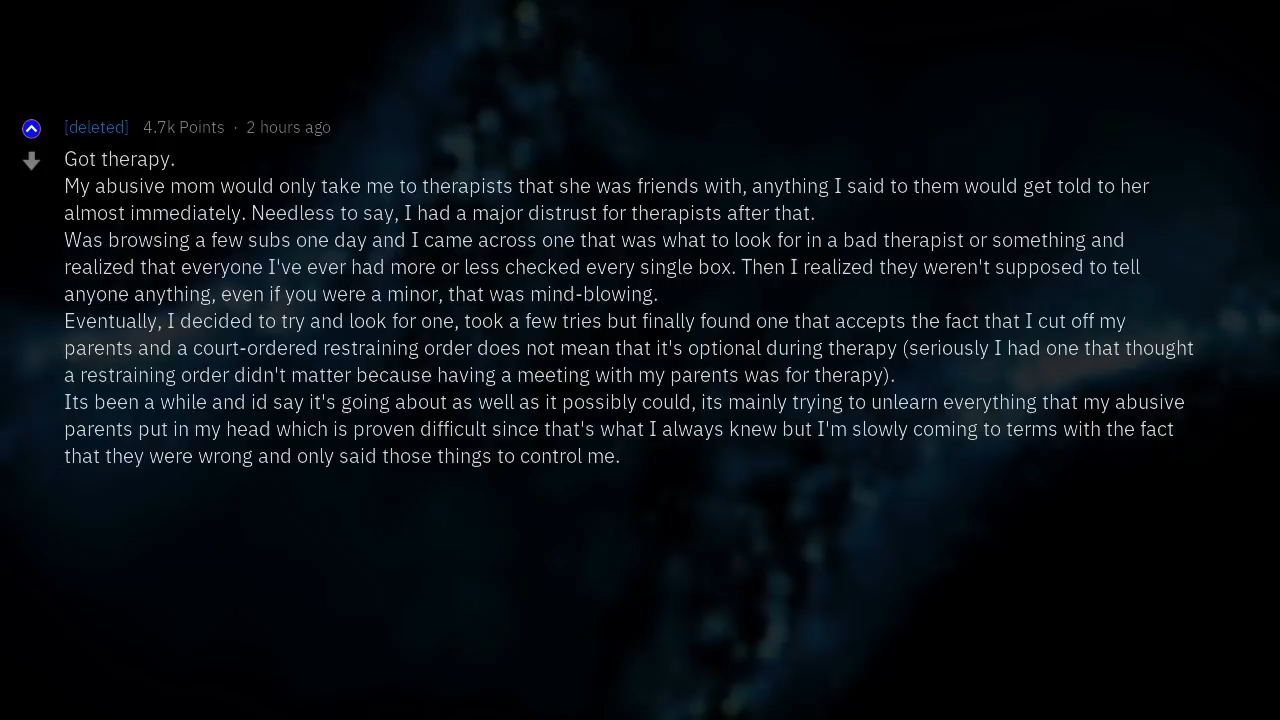 [deleted] 4.7k Points · 2 hours ago
Got therapy.
My abusive mom would only take me to therapists that she was friends with, anything I said to them would get told to her
almost immediately. Needless to say, I had a major distrust for therapists after that.
Was browsing a few subs one day and I came across one that was what to look for in a bad therapist or something and
realized that everyone I've ever had more or less checked every single box. Then I realized they weren't supposed to tell
anyone anything, even if you were a minor, that was mind-blowing.
Eventually, I decided to try and look for one, took a few tries but finally found one that accepts the fact that I cut off my
parents and a court-ordered restraining order does not mean that it's optional during therapy (seriously I had one that thought
a restraining order didn't matter because having a meeting with my parents was for therapy).
Its been a while and id say it's going about as well as it possibly could, its mainly trying to unlearn everything that my abusive
parents put in my head which is proven difficult since that's what I always knew but I'm slowly coming to terms with the fact
that they were wrong and only said those things to control me.